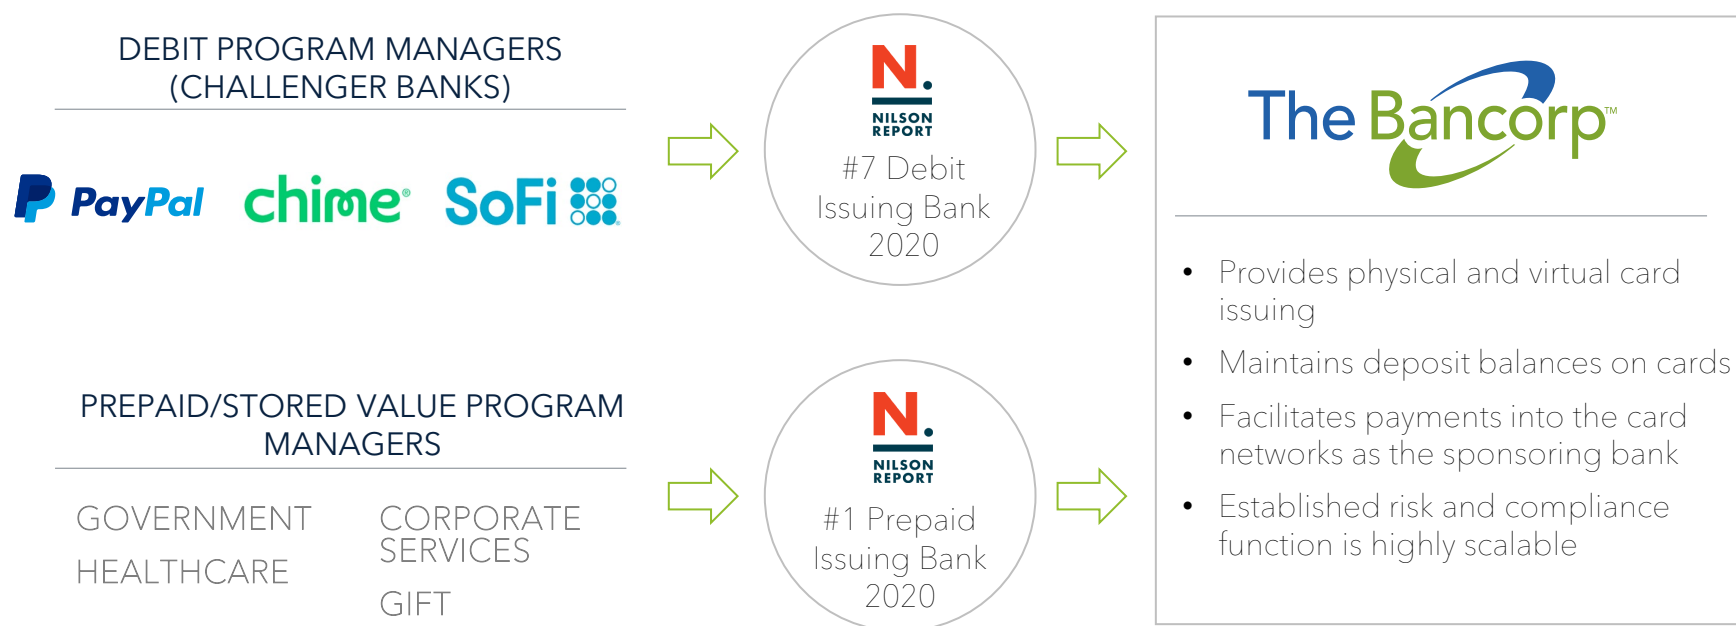 DEBIT PROGRAM MANAGERS
(CHALLENGER BANKS)
PayPal
chime®
SoFi
N.
NILSON
REPORT
#7 Debit
Issuing Bank
2020
PREPAID/STORED VALUE PROGRAM
MANAGERS
GOVERNMENT
HEALTHCARE
CORPORATE
SERVICES
GIFT
N.
NILSON
REPORT
#1 Prepaid
Issuing Bank
2020
The Bancorp™
• Provides physical and virtual card
issuing
• Maintains deposit balances on cards
• Facilitates payments into the card
networks as the sponsoring bank
• Established risk and compliance
function is highly scalable